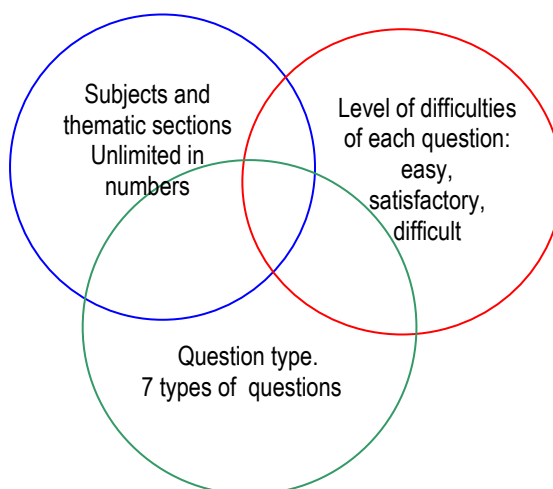 Subjects and
thematic sections
Unlimited in
numbers
Level of difficulties
of each question:
easy,
satisfactory,
difficult
Question type.
7 types of  questions